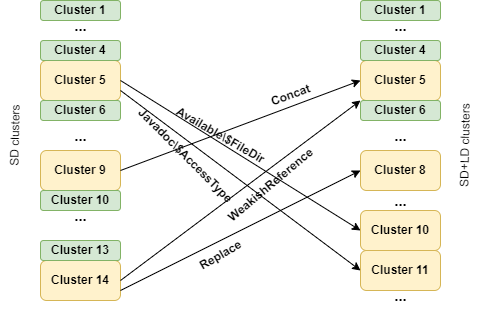 Cluster 1
...
Cluster 4
Cluster 5
Cluster 6
...
Cluster 9
Cluster 10
...
Cluster 13
Cluster 14
SD clusters
Concat
Available\$FileDir
Javadoc\$AccessType
WeakishReference
Replace
Cluster 1
...
Cluster 4
Cluster 5
Cluster 6
...
Cluster 8
...
Cluster 10
Cluster 11
...
SD+LD clusters